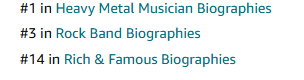 #1 in Heavy Metal Musician Biographies
#3 in Rock Band Biographies
#14 in Rich & Famous Biographies